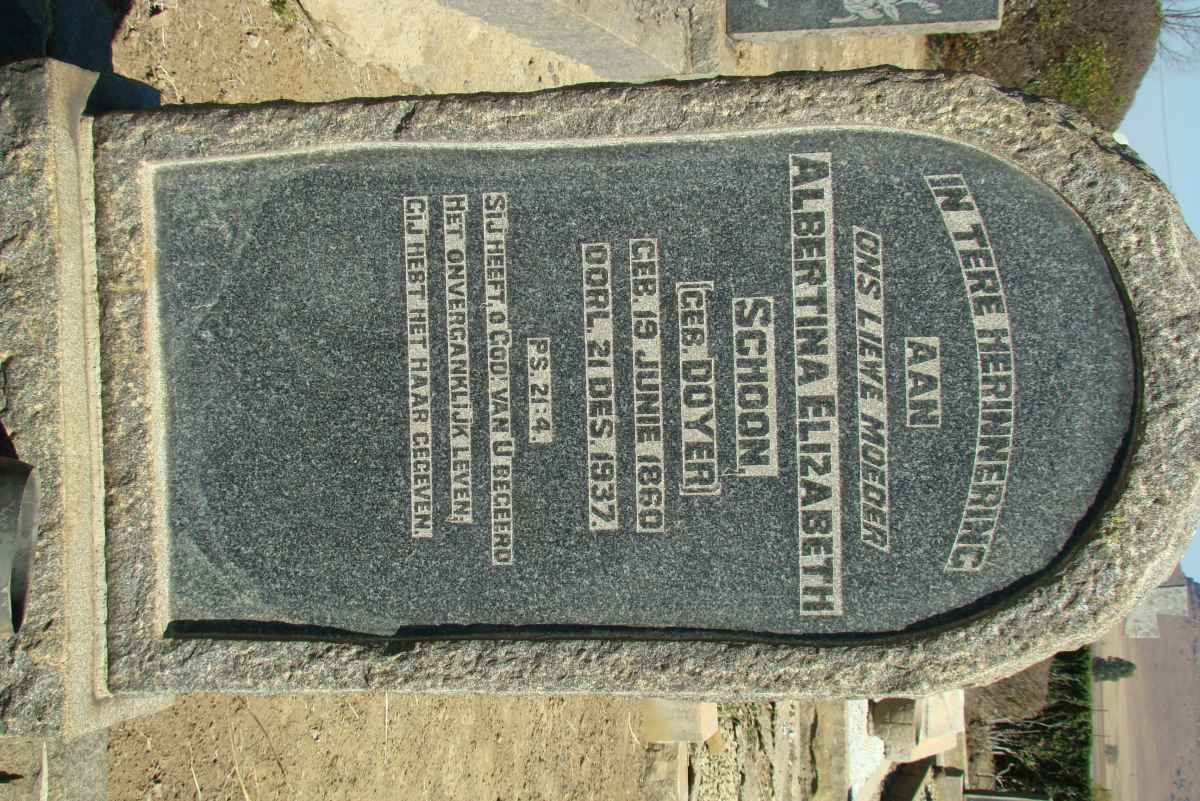 IN TERE HERINNERING
AAN
ONS LIEWE MOEDER
ALBERTINA ELIZABETH
SCHOON,
(GEB. DOYER)
GEB. 19 JUNIE 1860
OORL. 21 DES. 1937.
PS. 21:4.
SIJ HEEFT, O GOD, VAN U BEGEERD
HET ONVERGANKLIJK LEVEN;
GIJ HEBT HET HAAR GEGEVEN.